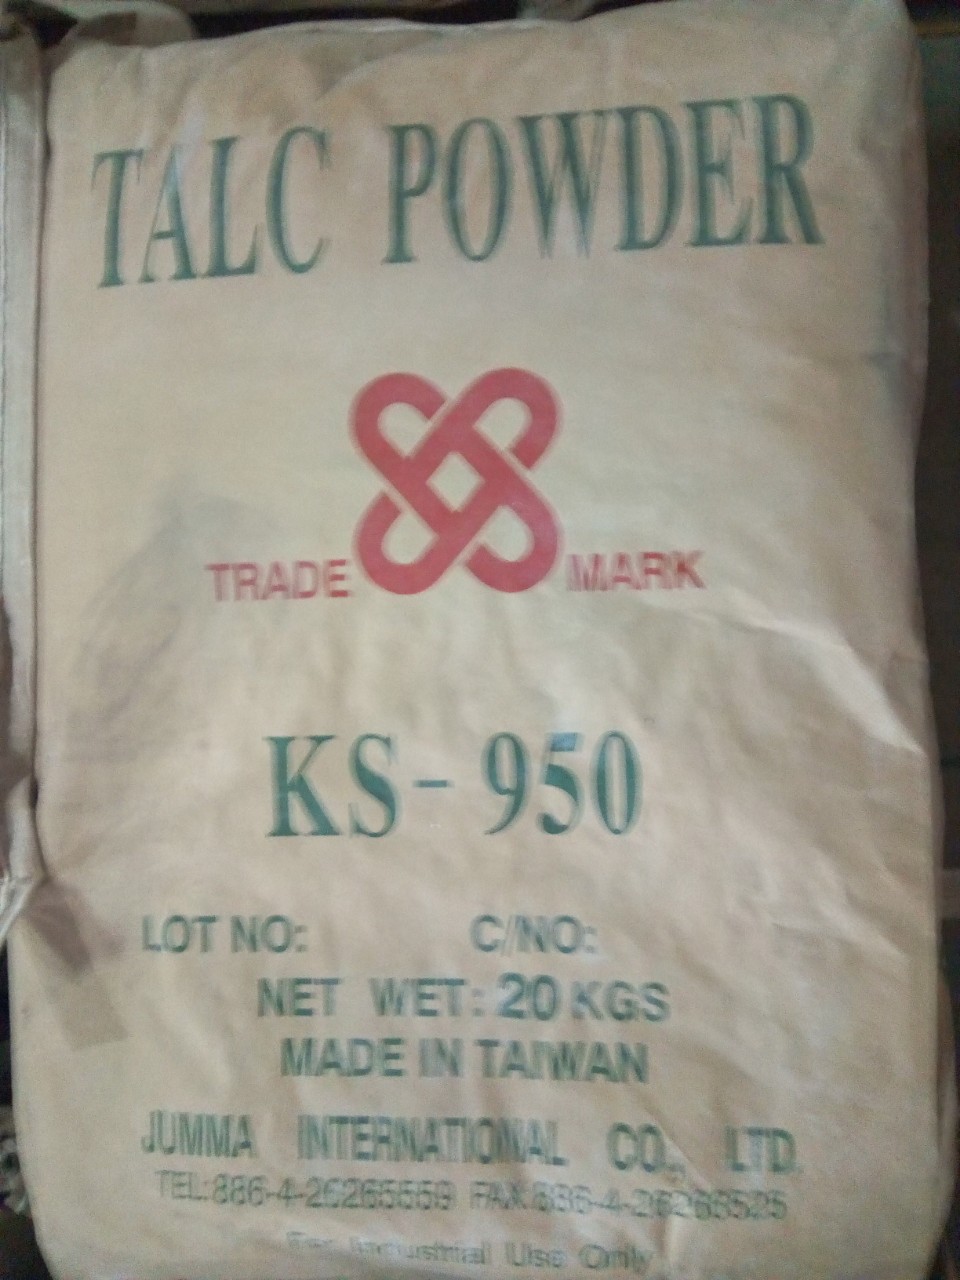 TALC POWDER
TRADE MARK
KS-950
LOT NO: C/NO:
NET WET: 20 KGS
MADE IN TAIWAN
JUMMA INTERNATIONAL CO., LTD.
TEL:886-4-26265559 FAX:886-4-26266525
For Industrial Use Only